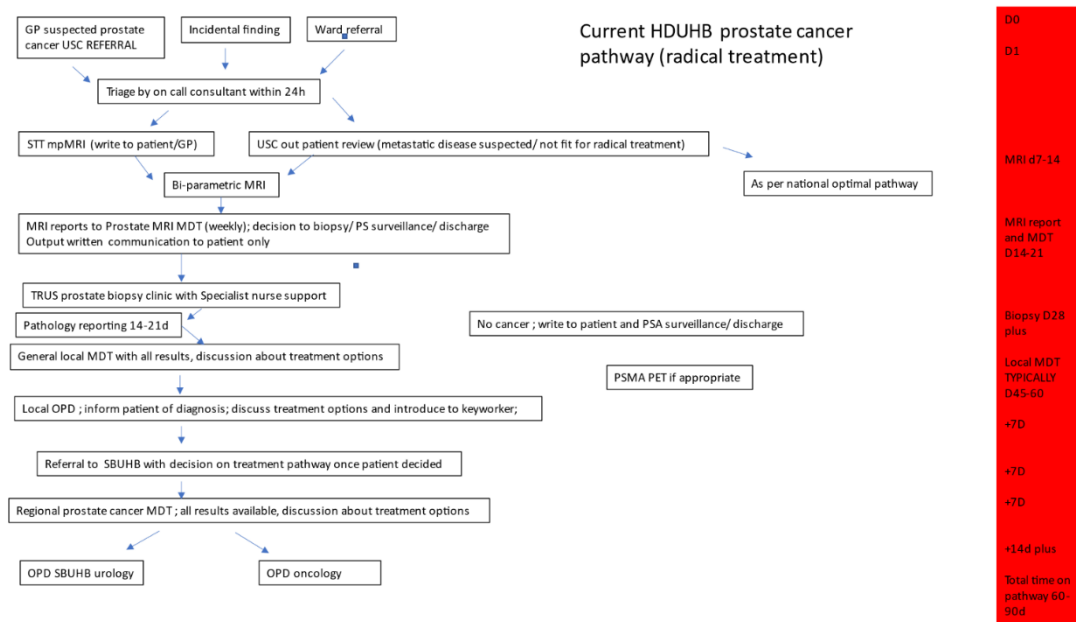 Current HDUHB prostate cancer
pathway (radical treatment)
GP suspected prostate
cancer USC REFERRAL
Incidental finding
Ward referral
Triage by on call consultant within 24h
STT mpMRI (write to patient/GP)
USC out patient review (metastatic disease suspected/ not fit for radical treatment)
As per national optimal pathway
Bi-parametric MRI
MRI reports to Prostate MRI MDT (weekly); decision to biopsy/ PS surveillance/ discharge
Output written communication to patient only
TRUS prostate biopsy clinic with Specialist nurse support
Pathology reporting 14-21d
No cancer ; write to patient and PSA surveillance/ discharge
General local MDT with all results, discussion about treatment options
PSMA PET if appropriate
Local OPD ; inform patient of diagnosis; discuss treatment options and introduce to keyworker;
Referral to SBUHB with decision on treatment pathway once patient decided
Regional prostate cancer MDT ; all results available, discussion about treatment options
OPD SBUHB urology
OPD oncology
D0
D1
MRI d7-14
MRI report
and MDT
D14-21
Biopsy D28
plus
Local MDT
TYPICALLY
D45-60
+7D
+7D
+7D
+14d plus
Total time on
pathway 60-
90d